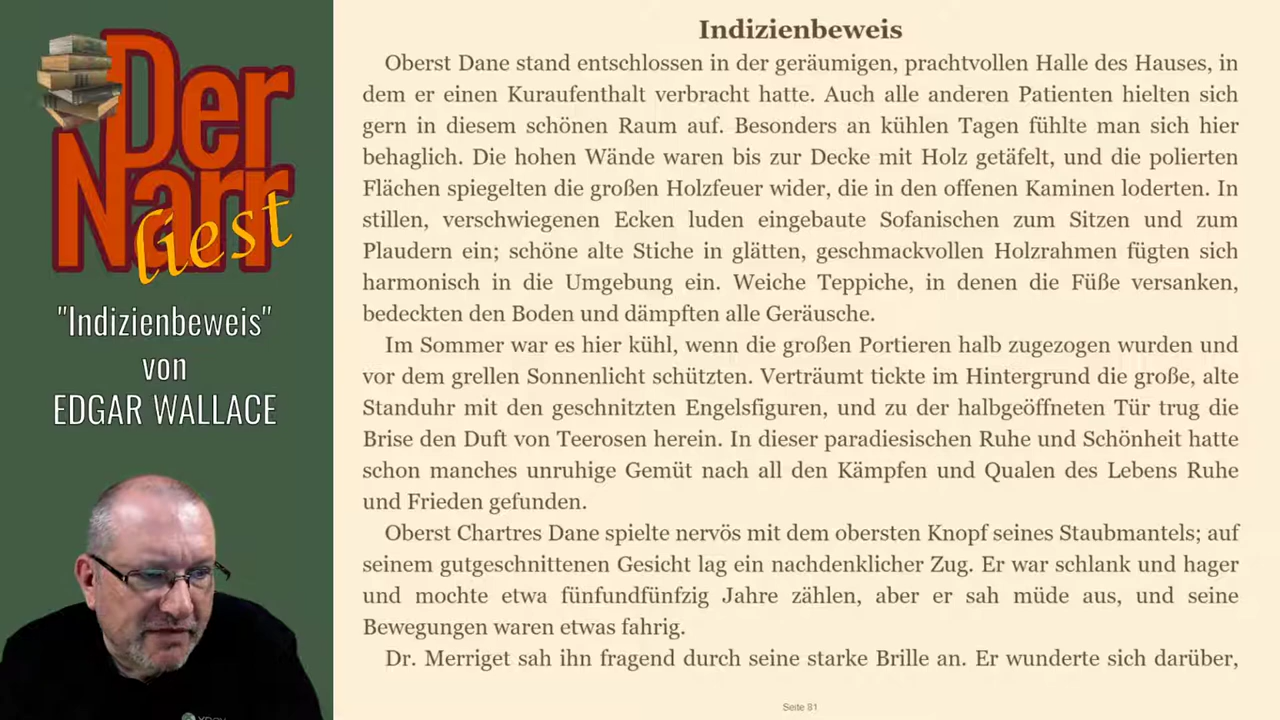 Der
Narr
liest
"Indizienbeweis"
von
EDGAR WALLACE
Indizienbeweis
Oberst Dane stand entschlossen in der geräumigen, prachtvollen Halle des Hauses, in
dem er einen Kuraufenthalt verbracht hatte. Auch alle anderen Patienten hielten sich
gern in diesem schönen Raum auf. Besonders an kühlen Tagen fühlte man sich hier
behaglich. Die hohen Wände waren bis zur Decke mit Holz getäfelt, und die polierten
Flächen spiegelten die großen Holzfeuer wider, die in den offenen Kaminen loderten. In
stillen, verschwiegenen Ecken luden eingebaute Sofanischen zum Sitzen und zum
Plaudern ein; schöne alte Stiche in glätten, geschmackvollen Holzrahmen fügten sich
harmonisch in die Umgebung ein. Weiche Teppiche, in denen die Füße versanken,
bedeckten den Boden und dämpften alle Geräusche.
Im Sommer war es hier kühl, wenn die großen Portieren halb zugezogen wurden und
vor dem grellen Sonnenlicht schützten. Verträumt tickte im Hintergrund die große, alte
Standuhr mit den geschnitzten Engelsfiguren, und zu der halbgeöffneten Tür trug die
Brise den Duft von Teerosen herein. In dieser paradiesischen Ruhe und Schönheit hatte
schon manches unruhige Gemüt nach all den Kämpfen und Qualen des Lebens Ruhe
und Frieden gefunden.
Oberst Chartres Dane spielte nervös mit dem obersten Knopf seines Staubmantels; auf
seinem gutgeschnittenen Gesicht lag ein nachdenklicher Zug. Er war schlank und hager
und mochte etwa fünfundfünfzig Jahre zählen, aber er sah müde aus, und seine
Bewegungen waren etwas fahrig.
Dr. Merriget sah ihn fragend durch seine starke Brille an. Er wunderte sich darüber,
Seite 81